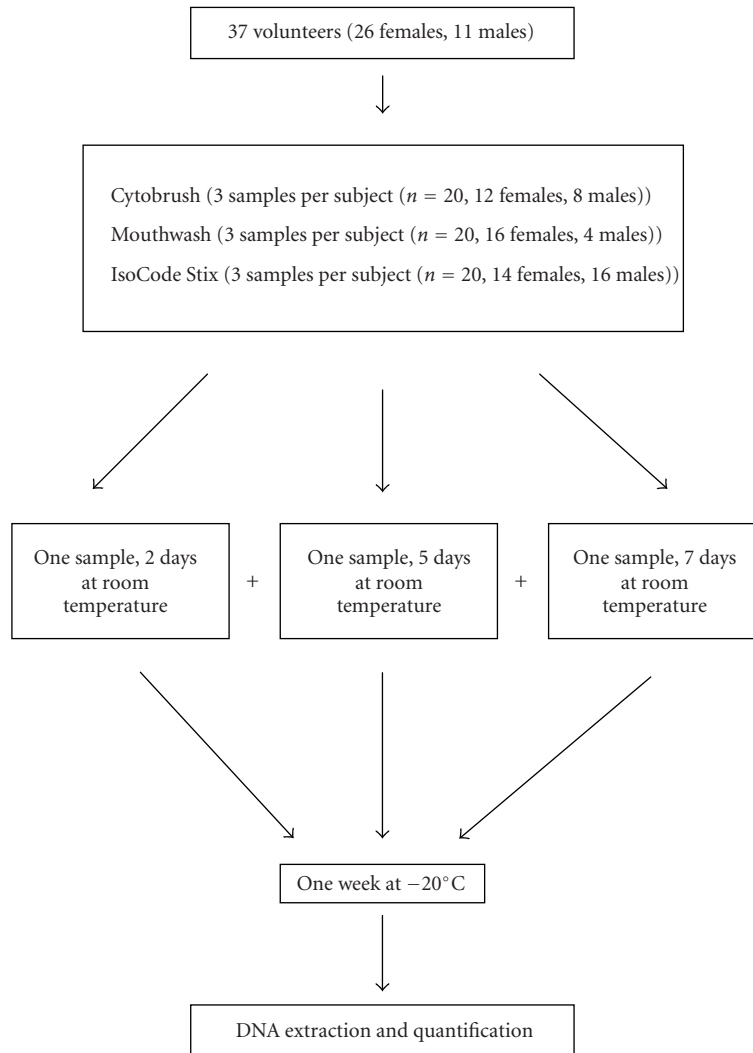 37 volunteers (26 females, 11 males)
Cytobrush (3 samples per subject (n = 20, 12 females, 8 males))
Mouthwash (3 samples per subject (n = 20, 16 females, 4 males))
IsoCode Stix (3 samples per subject (n = 20, 14 females, 16 males))
One sample, 2 days
at room
temperature
+
One sample, 5 days
at room
temperature
+
One sample, 7 days
at room
temperature
One week at −20°C
DNA extraction and quantification